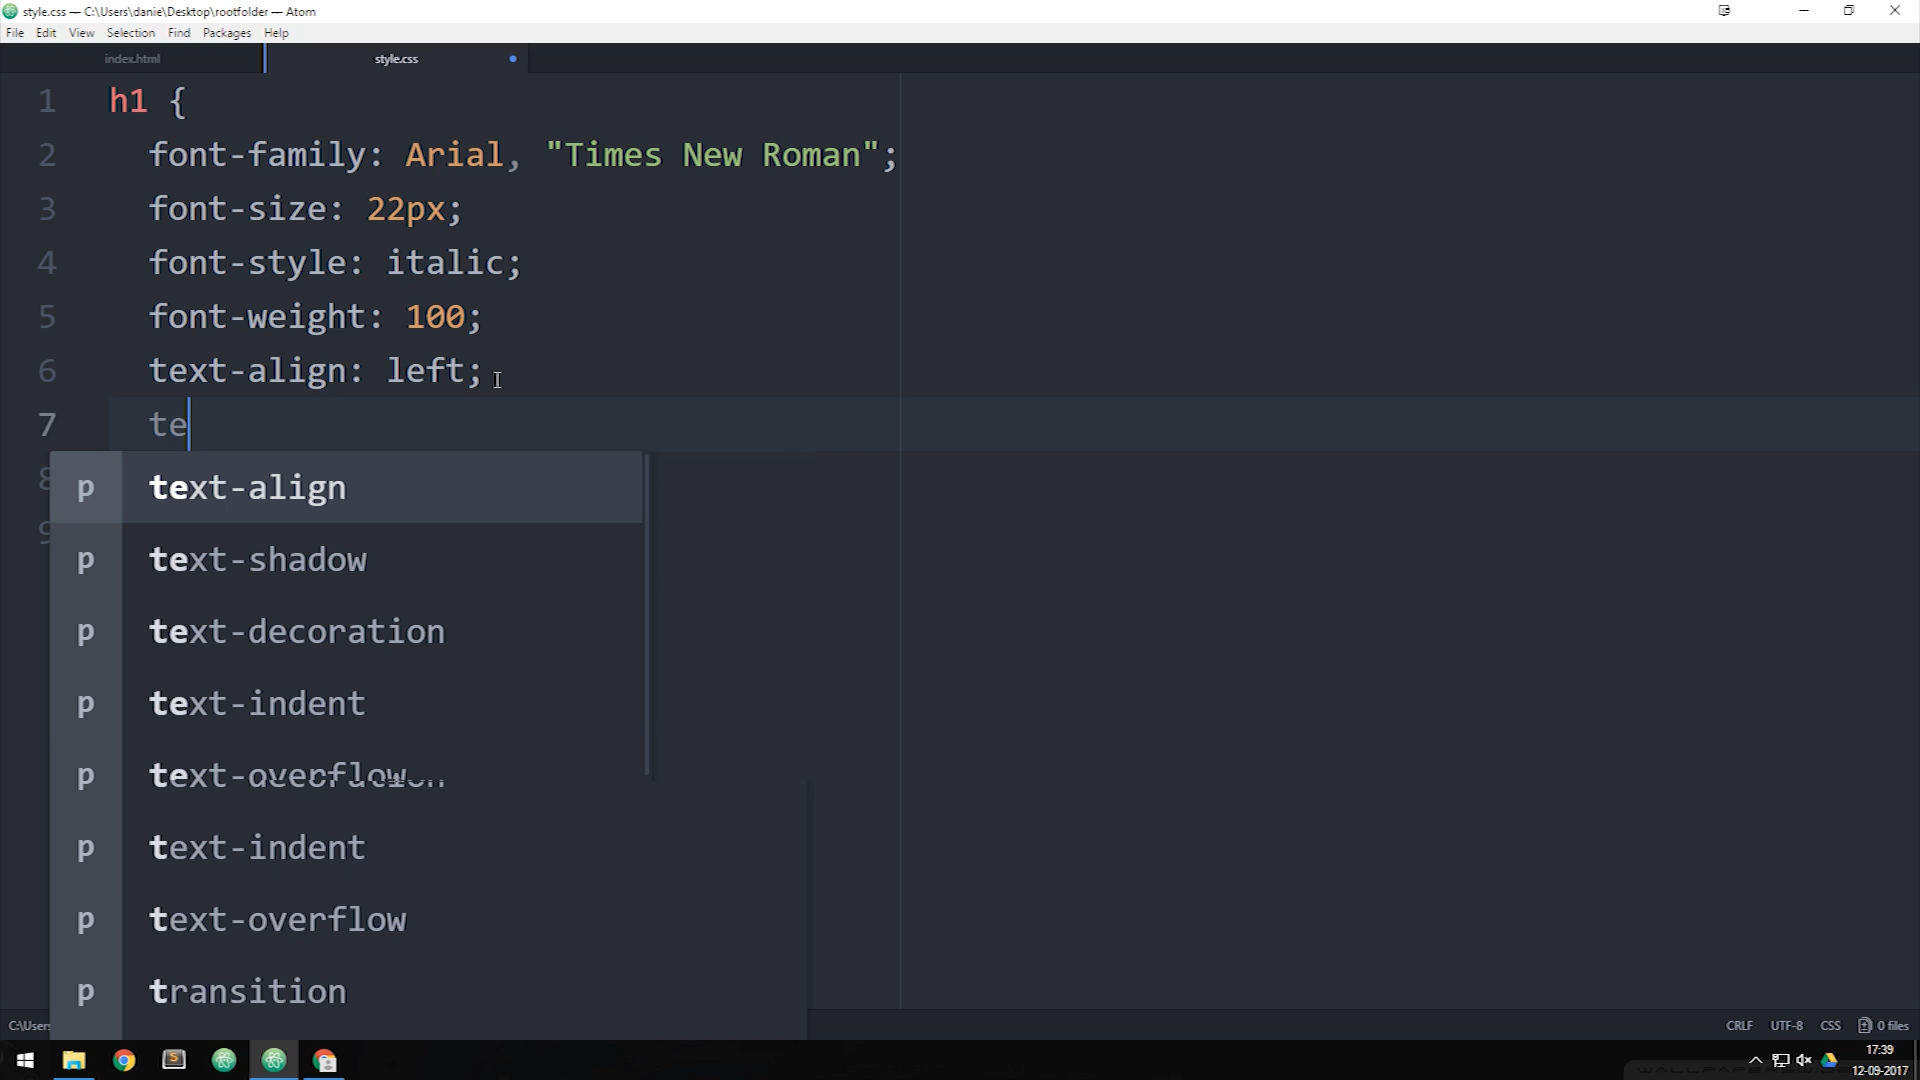 style.css — C:\Users\danie\Desktop\rootfolder — Atom
File Edit View Selection Find Packages Help
index.html style.css
1 h1 {
2 font-family: Arial, "Times New Roman";
3 font-size: 22px;
4 font-style: italic;
5 font-weight: 100;
6 text-align: left;
7 te
8
9
p text-align
p text-shadow
p text-decoration
p text-indent
p text-overflow
p text-indent
p text-overflow
p transition
C:\Users CRLF UTF-8 CSS 0 files
17:39
12-09-2017